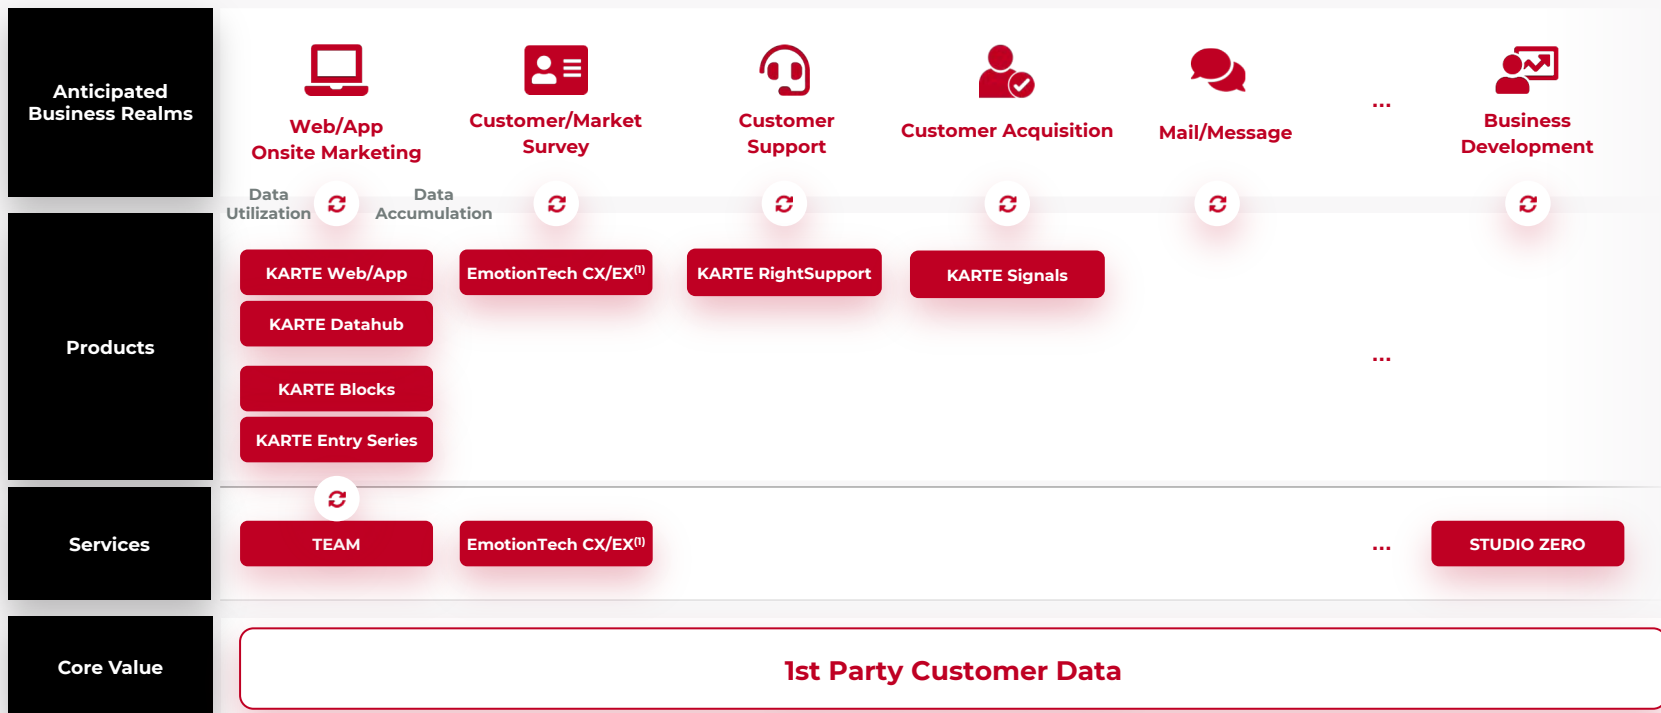 Anticipated
Business Realms
Web/App
Onsite Marketing
Customer/Market
Survey
Customer
Support
Customer Acquisition
Mail/Message
...
Business
Development
Data
Utilization
Data
Accumulation
Products
KARTE Web/App
EmotionTech CX/EX(1)
KARTE RightSupport
KARTE Signals
KARTE Datahub
...
KARTE Blocks
KARTE Entry Series
Services
TEAM
EmotionTech CX/EX(1)
...
STUDIO ZERO
Core Value
1st Party Customer Data